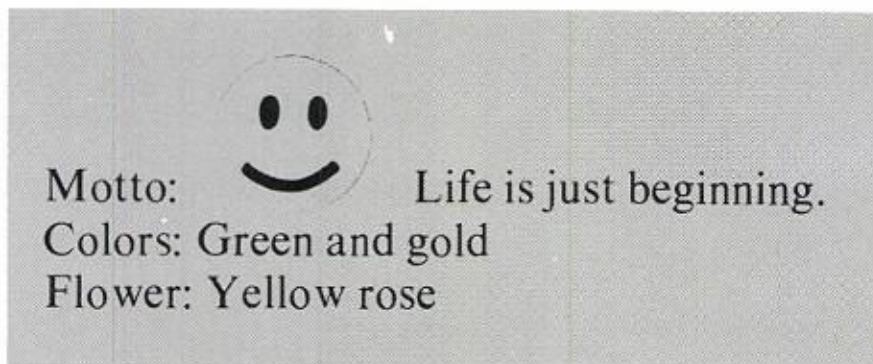 Motto: Life is just beginning.
Colors: Green and gold
Flower: Yellow rose